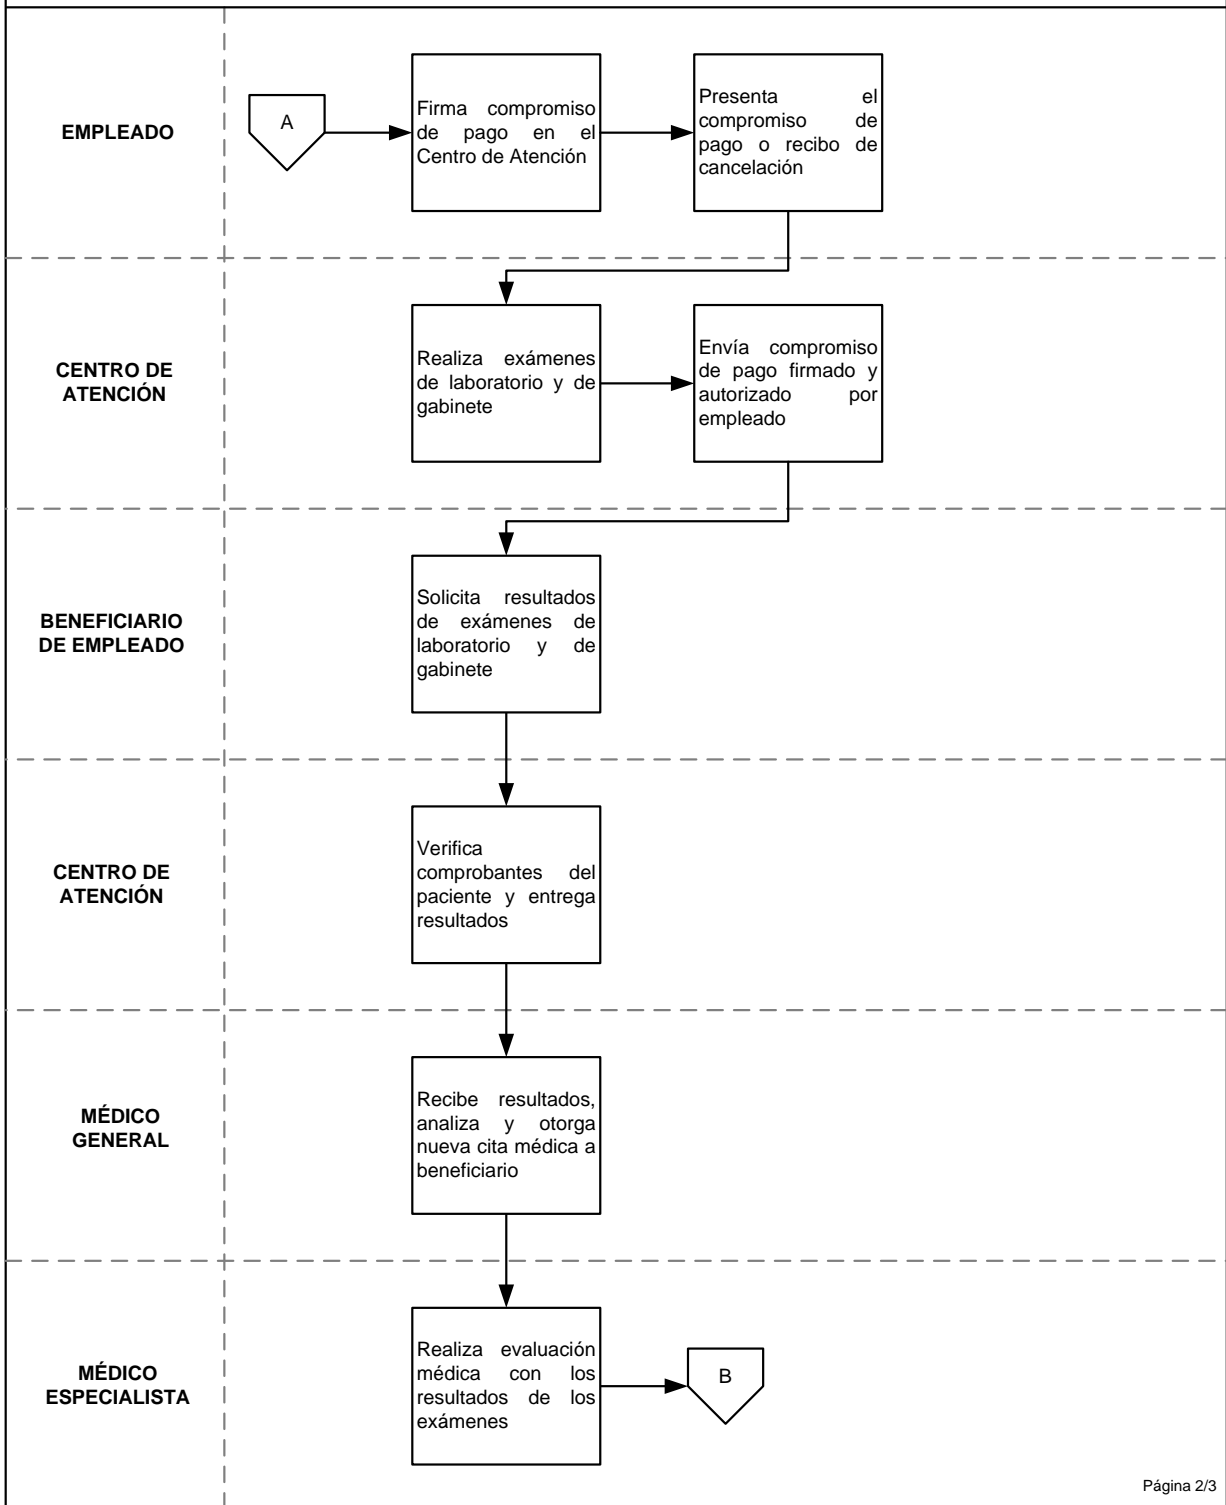 EMPLEADO
A
Firma compromiso
de pago en el
Centro de Atención
Presenta el
compromiso de
pago o recibo de
cancelación
CENTRO DE
ATENCIÓN
Realiza exámenes
de laboratorio y de
gabinete
Envía compromiso
de pago firmado y
autorizado por
empleado
BENEFICIARIO
DE EMPLEADO
Solicita resultados
de exámenes de
laboratorio y de
gabinete
CENTRO DE
ATENCIÓN
Verifica
comprobantes del
paciente y entrega
resultados
MÉDICO
GENERAL
Recibe resultados,
analiza y otorga
nueva cita médica a
beneficiario
MÉDICO
ESPECIALISTA
Realiza evaluación
médica con los
resultados de los
exámenes
B
Página 2/3